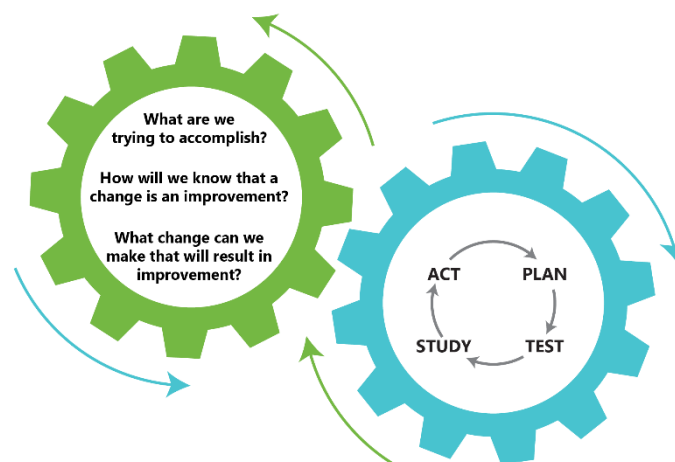 What are we
trying to accomplish?
How will we know that a
change is an improvement?
What change can we
make that will result in
improvement?
ACT PLAN
STUDY TEST